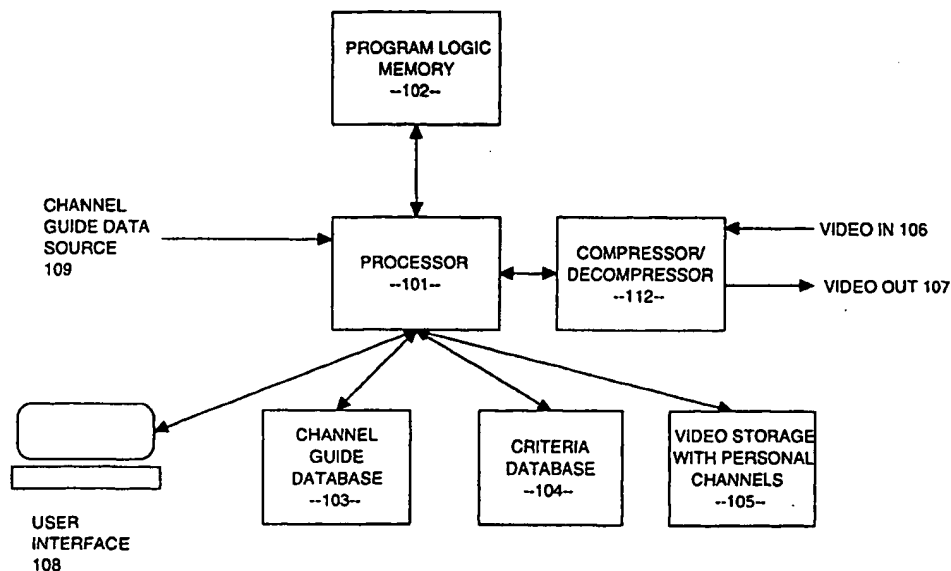 PROGRAM LOGIC
MEMORY
--102--
CHANNEL
GUIDE DATA
SOURCE
109
PROCESSOR
--101--
COMPRESSOR/
DECOMPRESSOR
--112--
VIDEO IN 106
VIDEO OUT 107
USER
INTERFACE
108
CHANNEL
GUIDE
DATABASE
--103--
CRITERIA
DATABASE
--104--
VIDEO STORAGE
WITH PERSONAL
CHANNELS
--105--